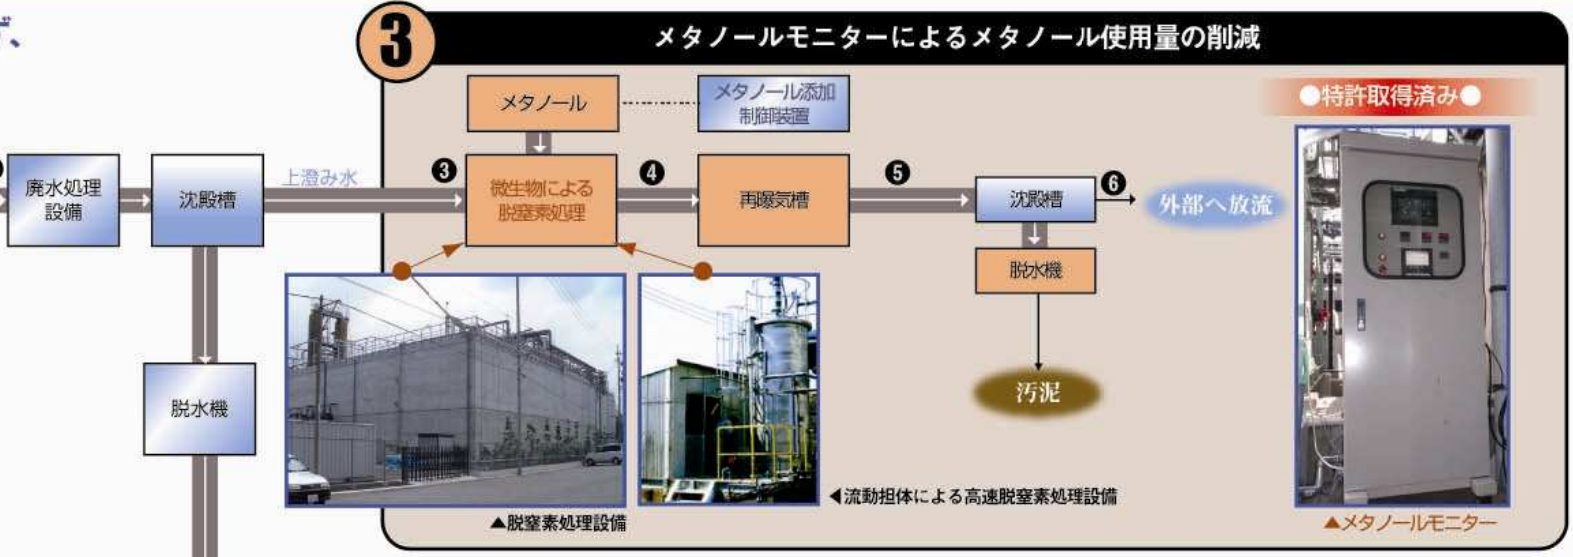 ず、
3
メタノールモニターによるメタノール使用量の削減
メタノール
メタノール添加
制御装置
●特許取得済み●
廃水処理
設備
沈殿槽
上澄み水
❸
微生物による
脱窒素処理
❹
再曝気槽
❺
沈殿槽
❻
外部へ放流
脱水機
汚泥
脱水機
◀流動担体による高速脱窒素処理設備
▲脱窒素処理設備
▲メタノールモニター